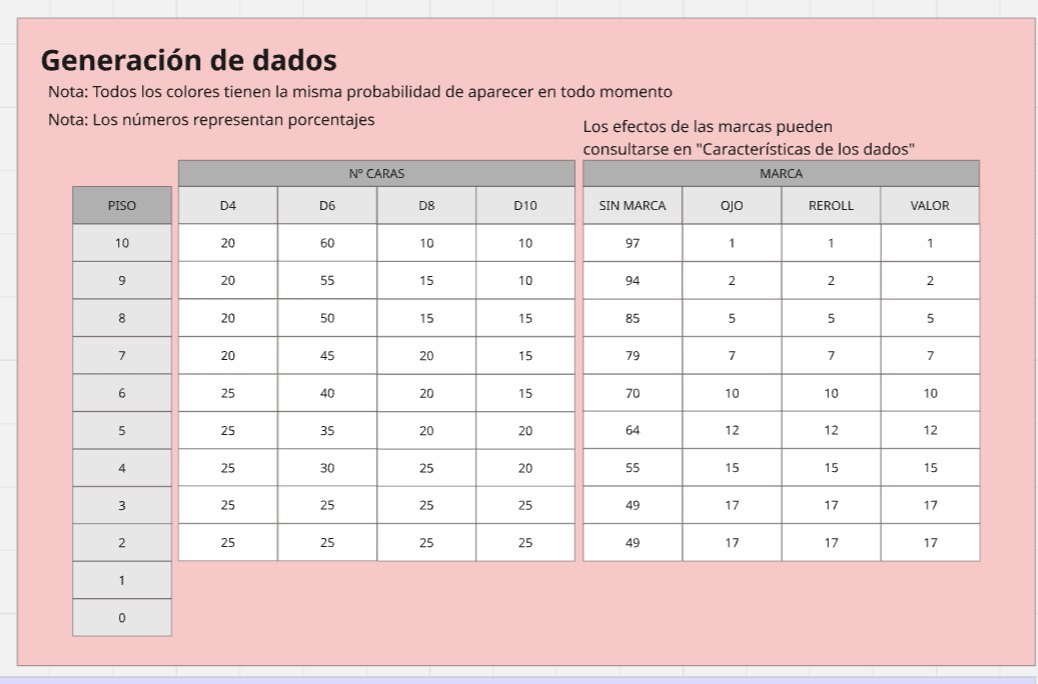 Generación de dados
Nota: Todos los colores tienen la misma probabilidad de aparecer en todo momento
Nota: Los números representan porcentajes
Los efectos de las marcas pueden
consultarse en "Características de los dados"
Nº CARAS MARCA
PISO D4 D6 D8 D10 SIN MARCA OJO REROLL VALOR
10 20 60 10 10 97 1 1 1
9 20 55 15 10 94 2 2 2
8 20 50 15 15 85 5 5 5
7 20 45 20 15 79 7 7 7
6 25 40 20 15 70 10 10 10
5 25 35 20 20 64 12 12 12
4 25 30 25 20 55 15 15 15
3 25 25 25 25 49 17 17 17
2 25 25 25 25 49 17 17 17
1
0